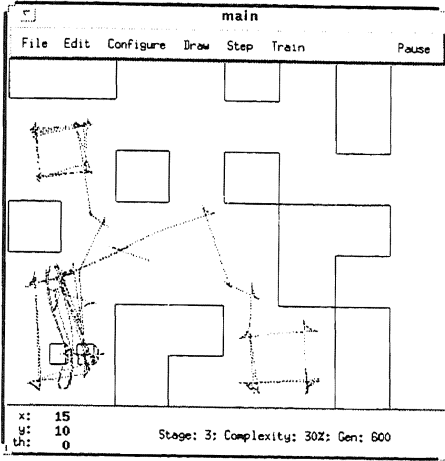 main
File Edit Configure Draw Step Train Pause
x: 15
y: 10
th: 0
Stage: 3; Complexity: 30%; Gen: 600